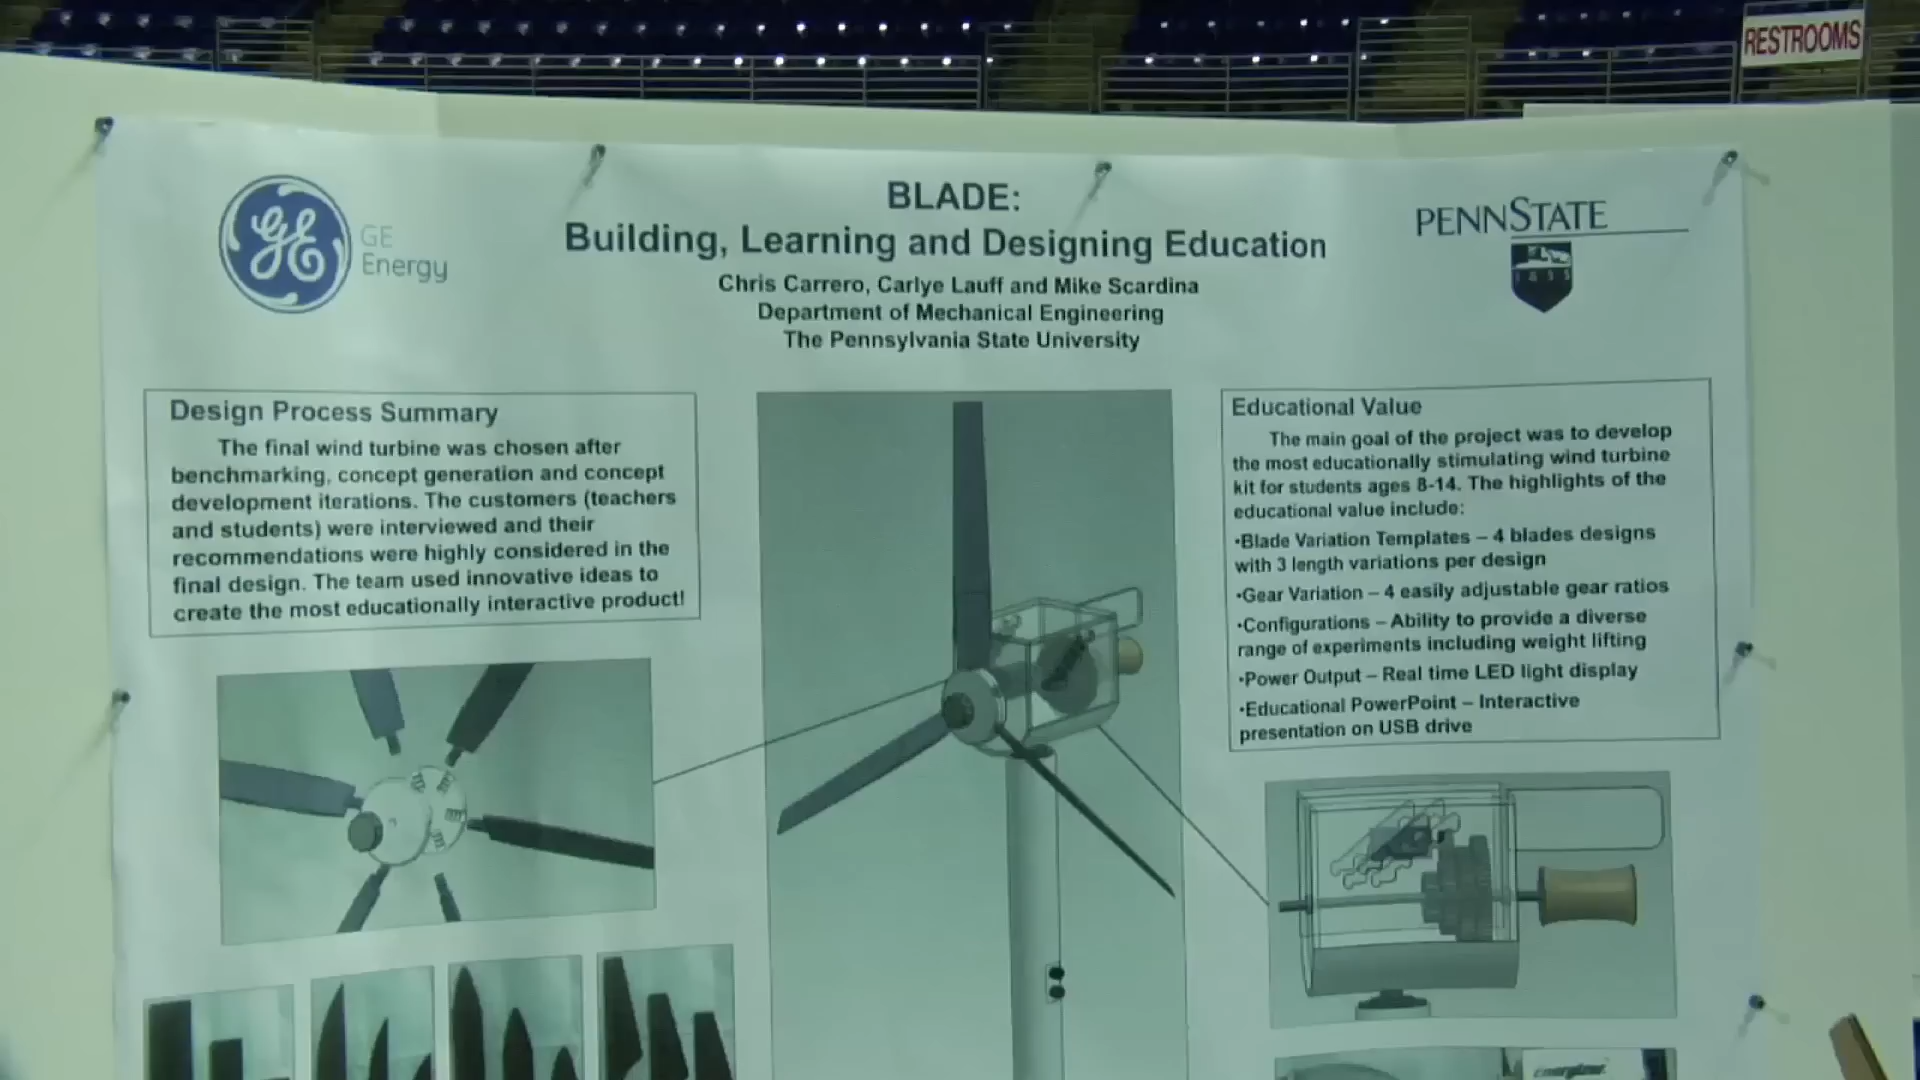 RESTROOMS
GE
GE
Energy
BLADE:
Building, Learning and Designing Education
Chris Carrero, Carlye Lauff and Mike Scardina
Department of Mechanical Engineering
The Pennsylvania State University
PENNSTATE
1855
Design Process Summary
The final wind turbine was chosen after
benchmarking, concept generation and concept
development iterations. The customers (teachers
and students) were interviewed and their
recommendations were highly considered in the
final design. The team used innovative ideas to
create the most educationally interactive product!
Educational Value
The main goal of the project was to develop
the most educationally stimulating wind turbine
kit for students ages 8-14. The highlights of the
educational value include:
•Blade Variation Templates – 4 blades designs
with 3 length variations per design
•Gear Variation – 4 easily adjustable gear ratios
•Configurations – Ability to provide a diverse
range of experiments including weight lifting
•Power Output – Real time LED light display
•Educational PowerPoint – Interactive
presentation on USB drive
Energizer